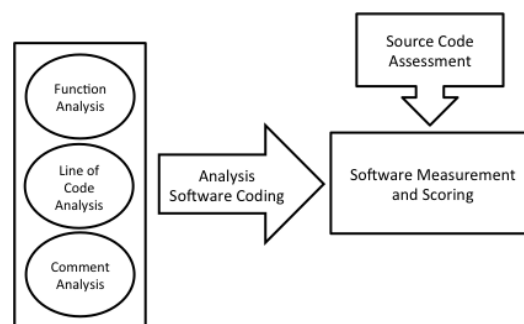 Function
Analysis
Line of
Code
Analysis
Comment
Analysis
Analysis
Software Coding
Source Code
Assessment
Software Measurement
and Scoring